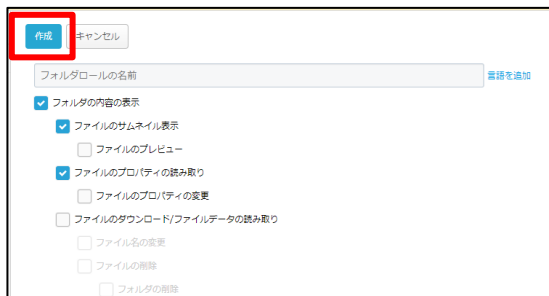 作成 キャンセル
フォルダロールの名前 言語を追加
フォルダの内容の表示
ファイルのサムネイル表示
ファイルのプレビュー
ファイルのプロパティの読み取り
ファイルのプロパティの変更
ファイルのダウンロード/ファイルデータの読み取り
ファイル名の変更
ファイルの削除
フォルダの削除